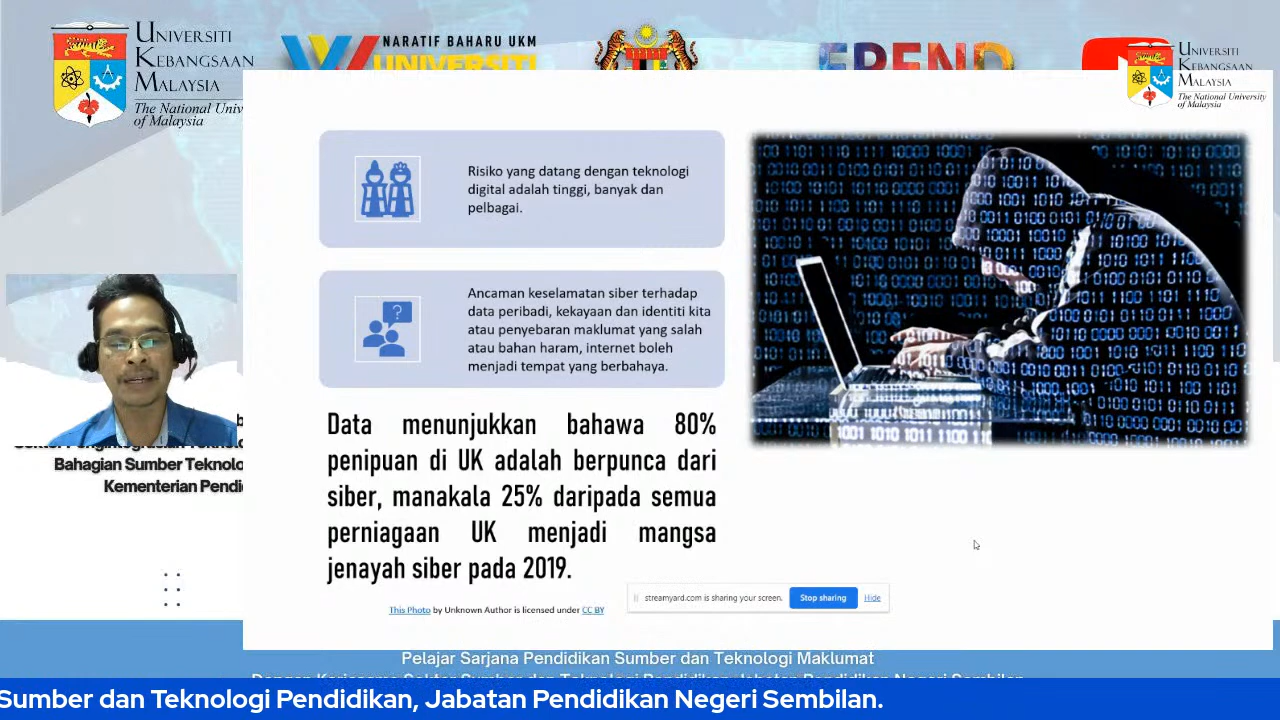 UNIVERSITI
KEBANGSAAN
MALAYSIA
The National
of Malaysia
NARATIF BAHARU UKM
UNIVERSITI
UNIVERSITI
KEBANGSAAN
MALAYSIA
The National University
of Malaysia
Risiko yang datang dengan teknologi
digital adalah tinggi, banyak dan
pelbagai.
Ancaman keselamatan siber terhadap
data peribadi, kekayaan dan identiti kita
atau penyebaran maklumat yang salah
atau bahan haram, internet boleh
menjadi tempat yang berbahaya.
Data menunjukkan bahawa 80%
penipuan di UK adalah berpunca dari
siber, manakala 25% daripada semua
perniagaan UK menjadi mangsa
jenayah siber pada 2019.
This Photo by Unknown Author is licensed under CC BY
streamyard.com is sharing your screen. Stop sharing Hide
Bahagian Sumber
Kementerian
Pelajar Sarjana Pendidikan Sumber dan Teknologi Maklumat
Sumber dan Teknologi Pendidikan, Jabatan Pendidikan Negeri Sembilan.